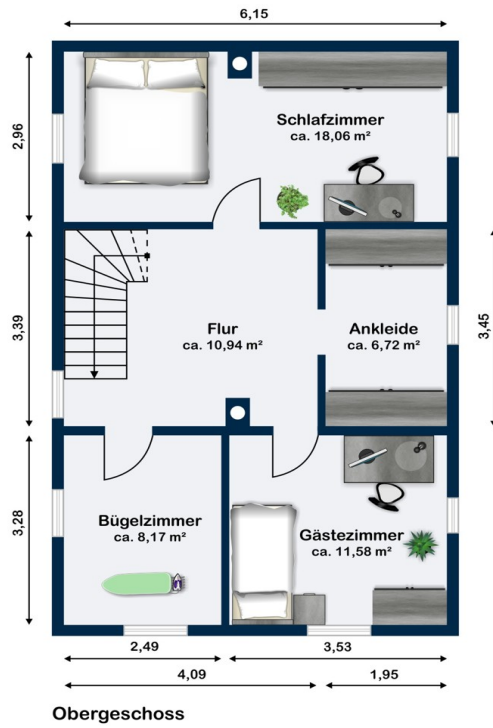 6,15
2,96
Schlafzimmer
ca. 18,06 m²
3,39
Flur
ca. 10,94 m²
Ankleide
ca. 6,72 m²
3,45
3,28
Bügelzimmer
ca. 8,17 m²
Gästezimmer
ca. 11,58 m²
2,49
3,53
4,09
1,95
Obergeschoss